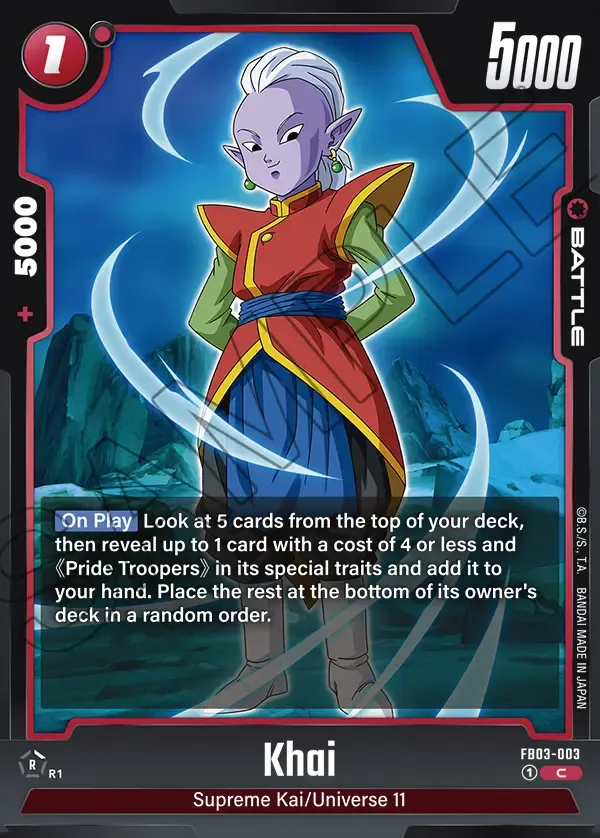 1
5000
+ 5000
BATTLE
SAMPLE
On Play Look at 5 cards from the top of your deck,
then reveal up to 1 card with a cost of 4 or less and
《Pride Troopers》 in its special traits and add it to
your hand. Place the rest at the bottom of its owner's
deck in a random order.
©B.S./S., T.A. BANDAI MADE IN JAPAN
R
R1
Khai
FB03-003
1 C
Supreme Kai/Universe 11